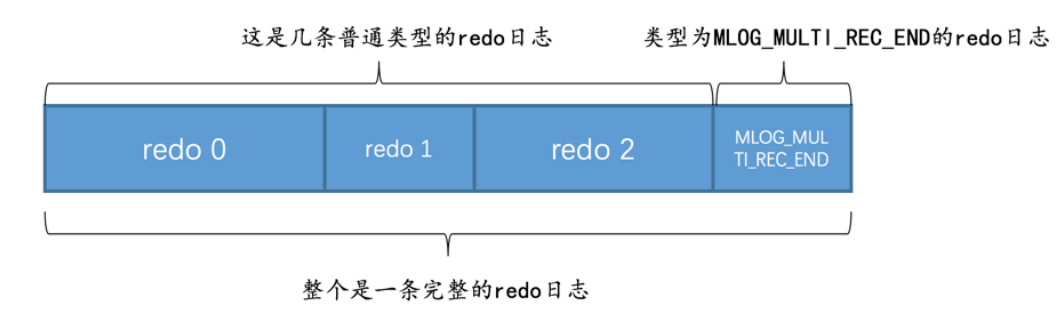 这是几条普通类型的redo日志
类型为MLOG_MULTI_REC_END的redo日志
redo 0
redo 1
redo 2
MLOG_MUL
TI_REC_END
整个是一条完整的redo日志